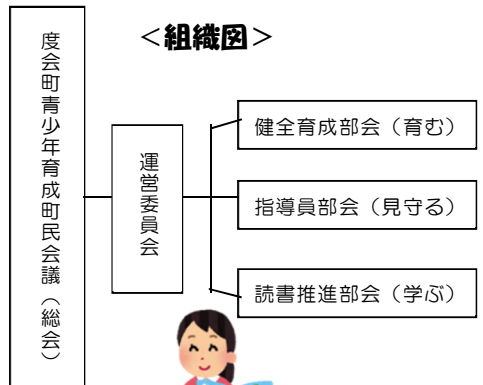 <組織図>
度会町青少年育成町民会議（総会）
運営委員会
健全育成部会（育む）
指導員部会（見守る）
読書推進部会（学ぶ）